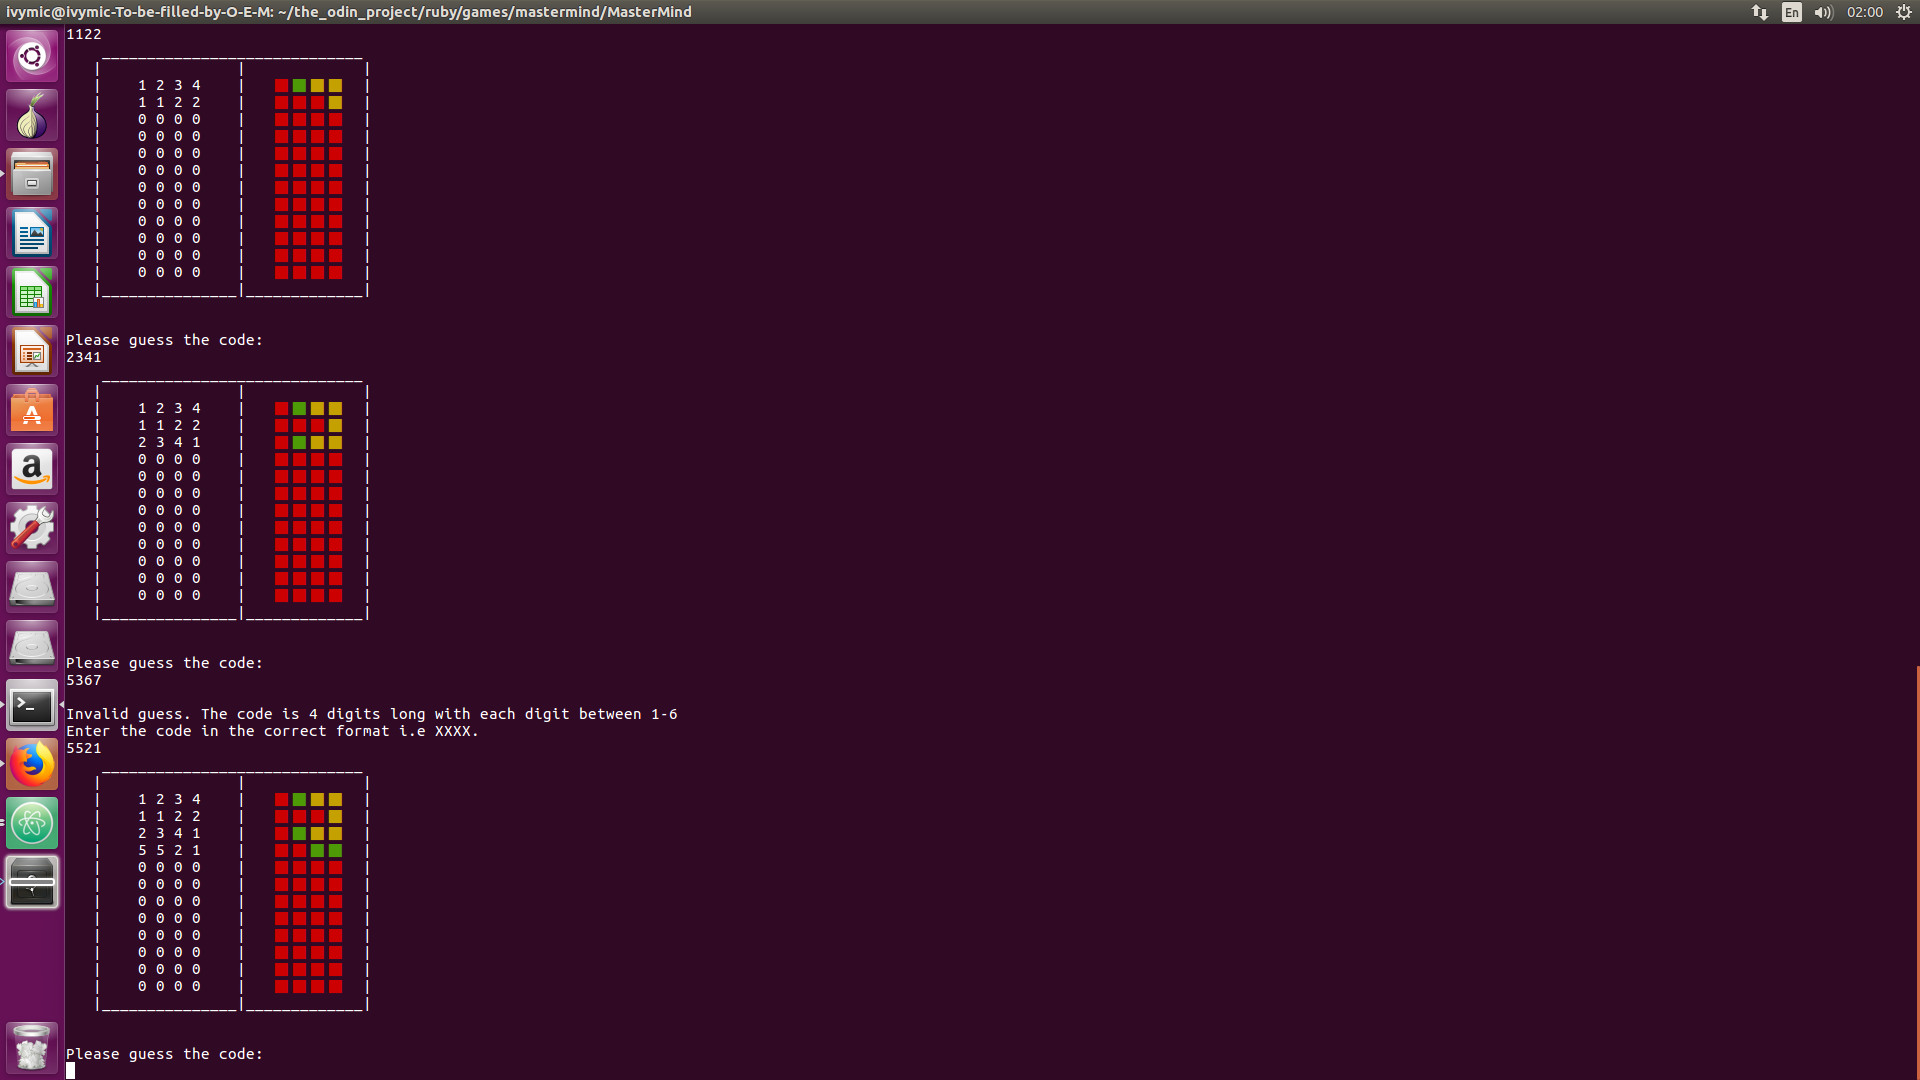 ivymic@ivymic-To-be-filled-by-O-E-M: ~/the_odin_project/ruby/games/mastermind/MasterMind
En
02:00
1122
1 2 3 4
1 1 2 2
0 0 0 0
0 0 0 0
0 0 0 0
0 0 0 0
0 0 0 0
0 0 0 0
0 0 0 0
0 0 0 0
0 0 0 0
0 0 0 0
Please guess the code:
2341
1 2 3 4
1 1 2 2
2 3 4 1
0 0 0 0
0 0 0 0
0 0 0 0
0 0 0 0
0 0 0 0
0 0 0 0
0 0 0 0
0 0 0 0
0 0 0 0
Please guess the code:
5367
Invalid guess. The code is 4 digits long with each digit between 1-6
Enter the code in the correct format i.e XXXX.
5521
1 2 3 4
1 1 2 2
2 3 4 1
5 5 2 1
0 0 0 0
0 0 0 0
0 0 0 0
0 0 0 0
0 0 0 0
0 0 0 0
0 0 0 0
0 0 0 0
Please guess the code: